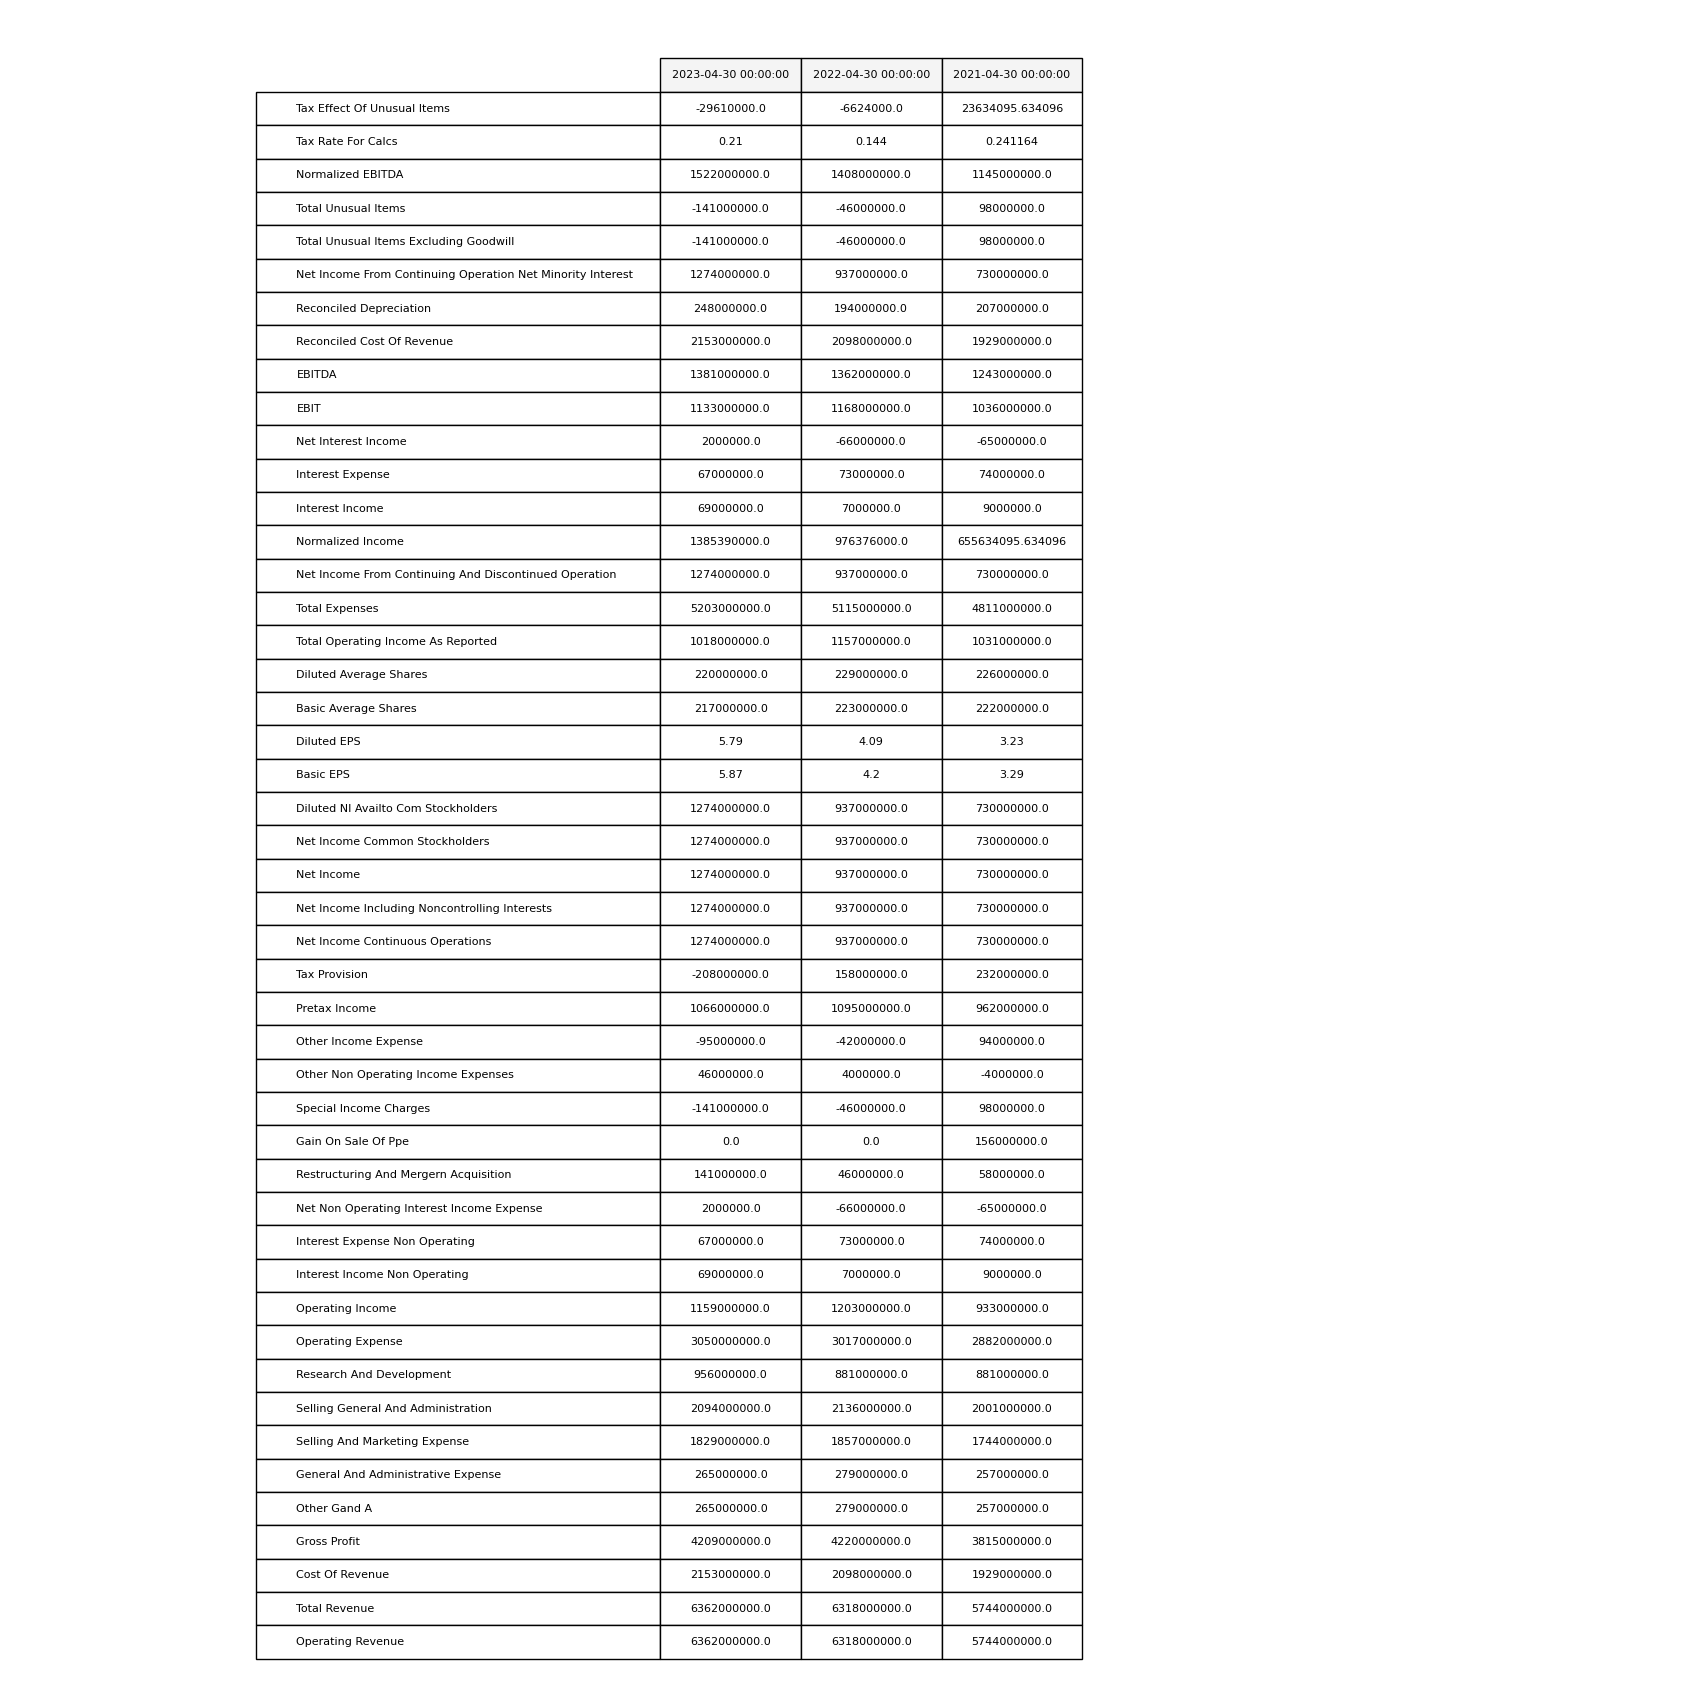 2023-04-30 00:00:00 2022-04-30 00:00:00 2021-04-30 00:00:00
Tax Effect Of Unusual Items -29610000.0 -6624000.0 23634095.634096
Tax Rate For Calcs 0.21 0.144 0.241164
Normalized EBITDA 1522000000.0 1408000000.0 1145000000.0
Total Unusual Items -141000000.0 -46000000.0 98000000.0
Total Unusual Items Excluding Goodwill -141000000.0 -46000000.0 98000000.0
Net Income From Continuing Operation Net Minority Interest 1274000000.0 937000000.0 730000000.0
Reconciled Depreciation 248000000.0 194000000.0 207000000.0
Reconciled Cost Of Revenue 2153000000.0 2098000000.0 1929000000.0
EBITDA 1381000000.0 1362000000.0 1243000000.0
EBIT 1133000000.0 1168000000.0 1036000000.0
Net Interest Income 2000000.0 -66000000.0 -65000000.0
Interest Expense 67000000.0 73000000.0 74000000.0
Interest Income 69000000.0 7000000.0 9000000.0
Normalized Income 1385390000.0 976376000.0 655634095.634096
Net Income From Continuing And Discontinued Operation 1274000000.0 937000000.0 730000000.0
Total Expenses 5203000000.0 5115000000.0 4811000000.0
Total Operating Income As Reported 1018000000.0 1157000000.0 1031000000.0
Diluted Average Shares 220000000.0 229000000.0 226000000.0
Basic Average Shares 217000000.0 223000000.0 222000000.0
Diluted EPS 5.79 4.09 3.23
Basic EPS 5.87 4.2 3.29
Diluted NI Availto Com Stockholders 1274000000.0 937000000.0 730000000.0
Net Income Common Stockholders 1274000000.0 937000000.0 730000000.0
Net Income 1274000000.0 937000000.0 730000000.0
Net Income Including Noncontrolling Interests 1274000000.0 937000000.0 730000000.0
Net Income Continuous Operations 1274000000.0 937000000.0 730000000.0
Tax Provision -208000000.0 158000000.0 232000000.0
Pretax Income 1066000000.0 1095000000.0 962000000.0
Other Income Expense -95000000.0 -42000000.0 94000000.0
Other Non Operating Income Expenses 46000000.0 4000000.0 -4000000.0
Special Income Charges -141000000.0 -46000000.0 98000000.0
Gain On Sale Of Ppe 0.0 0.0 156000000.0
Restructuring And Mergern Acquisition 141000000.0 46000000.0 58000000.0
Net Non Operating Interest Income Expense 2000000.0 -66000000.0 -65000000.0
Interest Expense Non Operating 67000000.0 73000000.0 74000000.0
Interest Income Non Operating 69000000.0 7000000.0 9000000.0
Operating Income 1159000000.0 1203000000.0 933000000.0
Operating Expense 3050000000.0 3017000000.0 2882000000.0
Research And Development 956000000.0 881000000.0 881000000.0
Selling General And Administration 2094000000.0 2136000000.0 2001000000.0
Selling And Marketing Expense 1829000000.0 1857000000.0 1744000000.0
General And Administrative Expense 265000000.0 279000000.0 257000000.0
Other Gand A 265000000.0 279000000.0 257000000.0
Gross Profit 4209000000.0 4220000000.0 3815000000.0
Cost Of Revenue 2153000000.0 2098000000.0 1929000000.0
Total Revenue 6362000000.0 6318000000.0 5744000000.0
Operating Revenue 6362000000.0 6318000000.0 5744000000.0